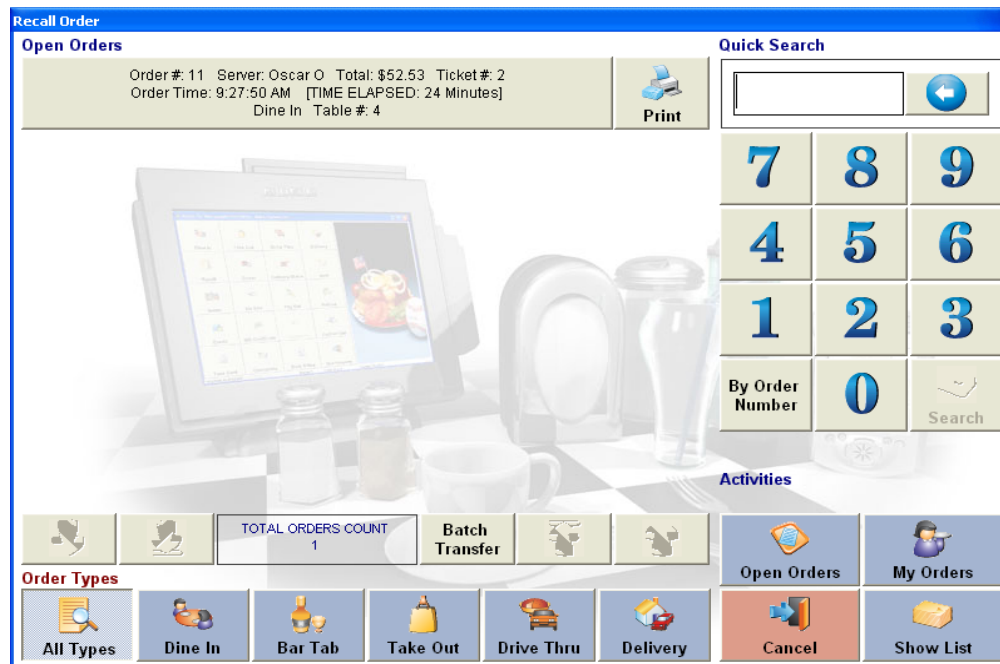 Recall Order
Open Orders
Order #: 11 Server: Oscar O Total: $52.53 Ticket #: 2
Order Time: 9:27:50 AM [TIME ELAPSED: 24 Minutes]
Dine In Table #: 4
Print
Quick Search
7 8 9
4 5 6
1 2 3
By Order
Number
0
Search
Activities
TOTAL ORDERS COUNT
1
Batch
Transfer
Open Orders
My Orders
Order Types
All Types
Dine In
Bar Tab
Take Out
Drive Thru
Delivery
Cancel
Show List